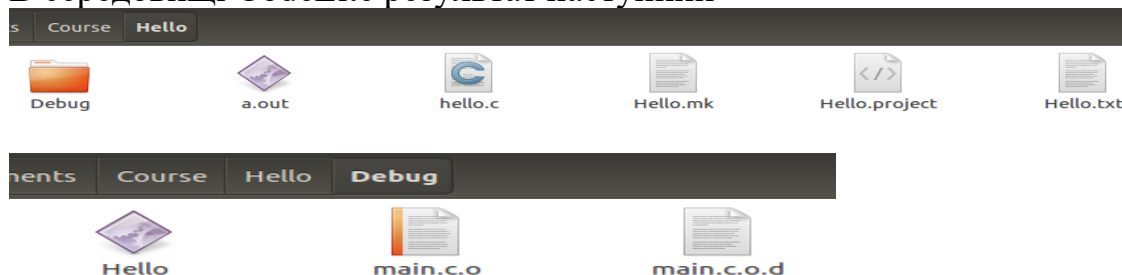 s Course Hello
Debug a.out hello.c Hello.mk Hello.project Hello.txt
nents Course Hello Debug
Hello main.c.o main.c.o.d